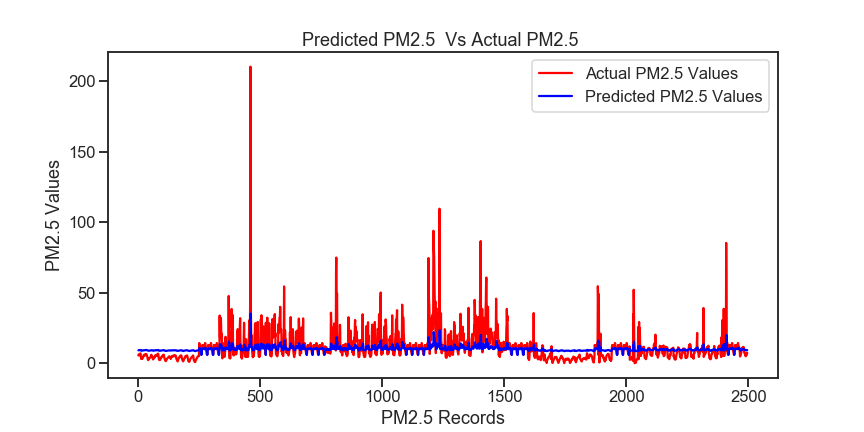 Predicted PM2.5  Vs Actual PM2.5
Actual PM2.5 Values
Predicted PM2.5 Values
PM2.5 Values
200
150
100
50
0
0 500 1000 1500 2000 2500
PM2.5 Records